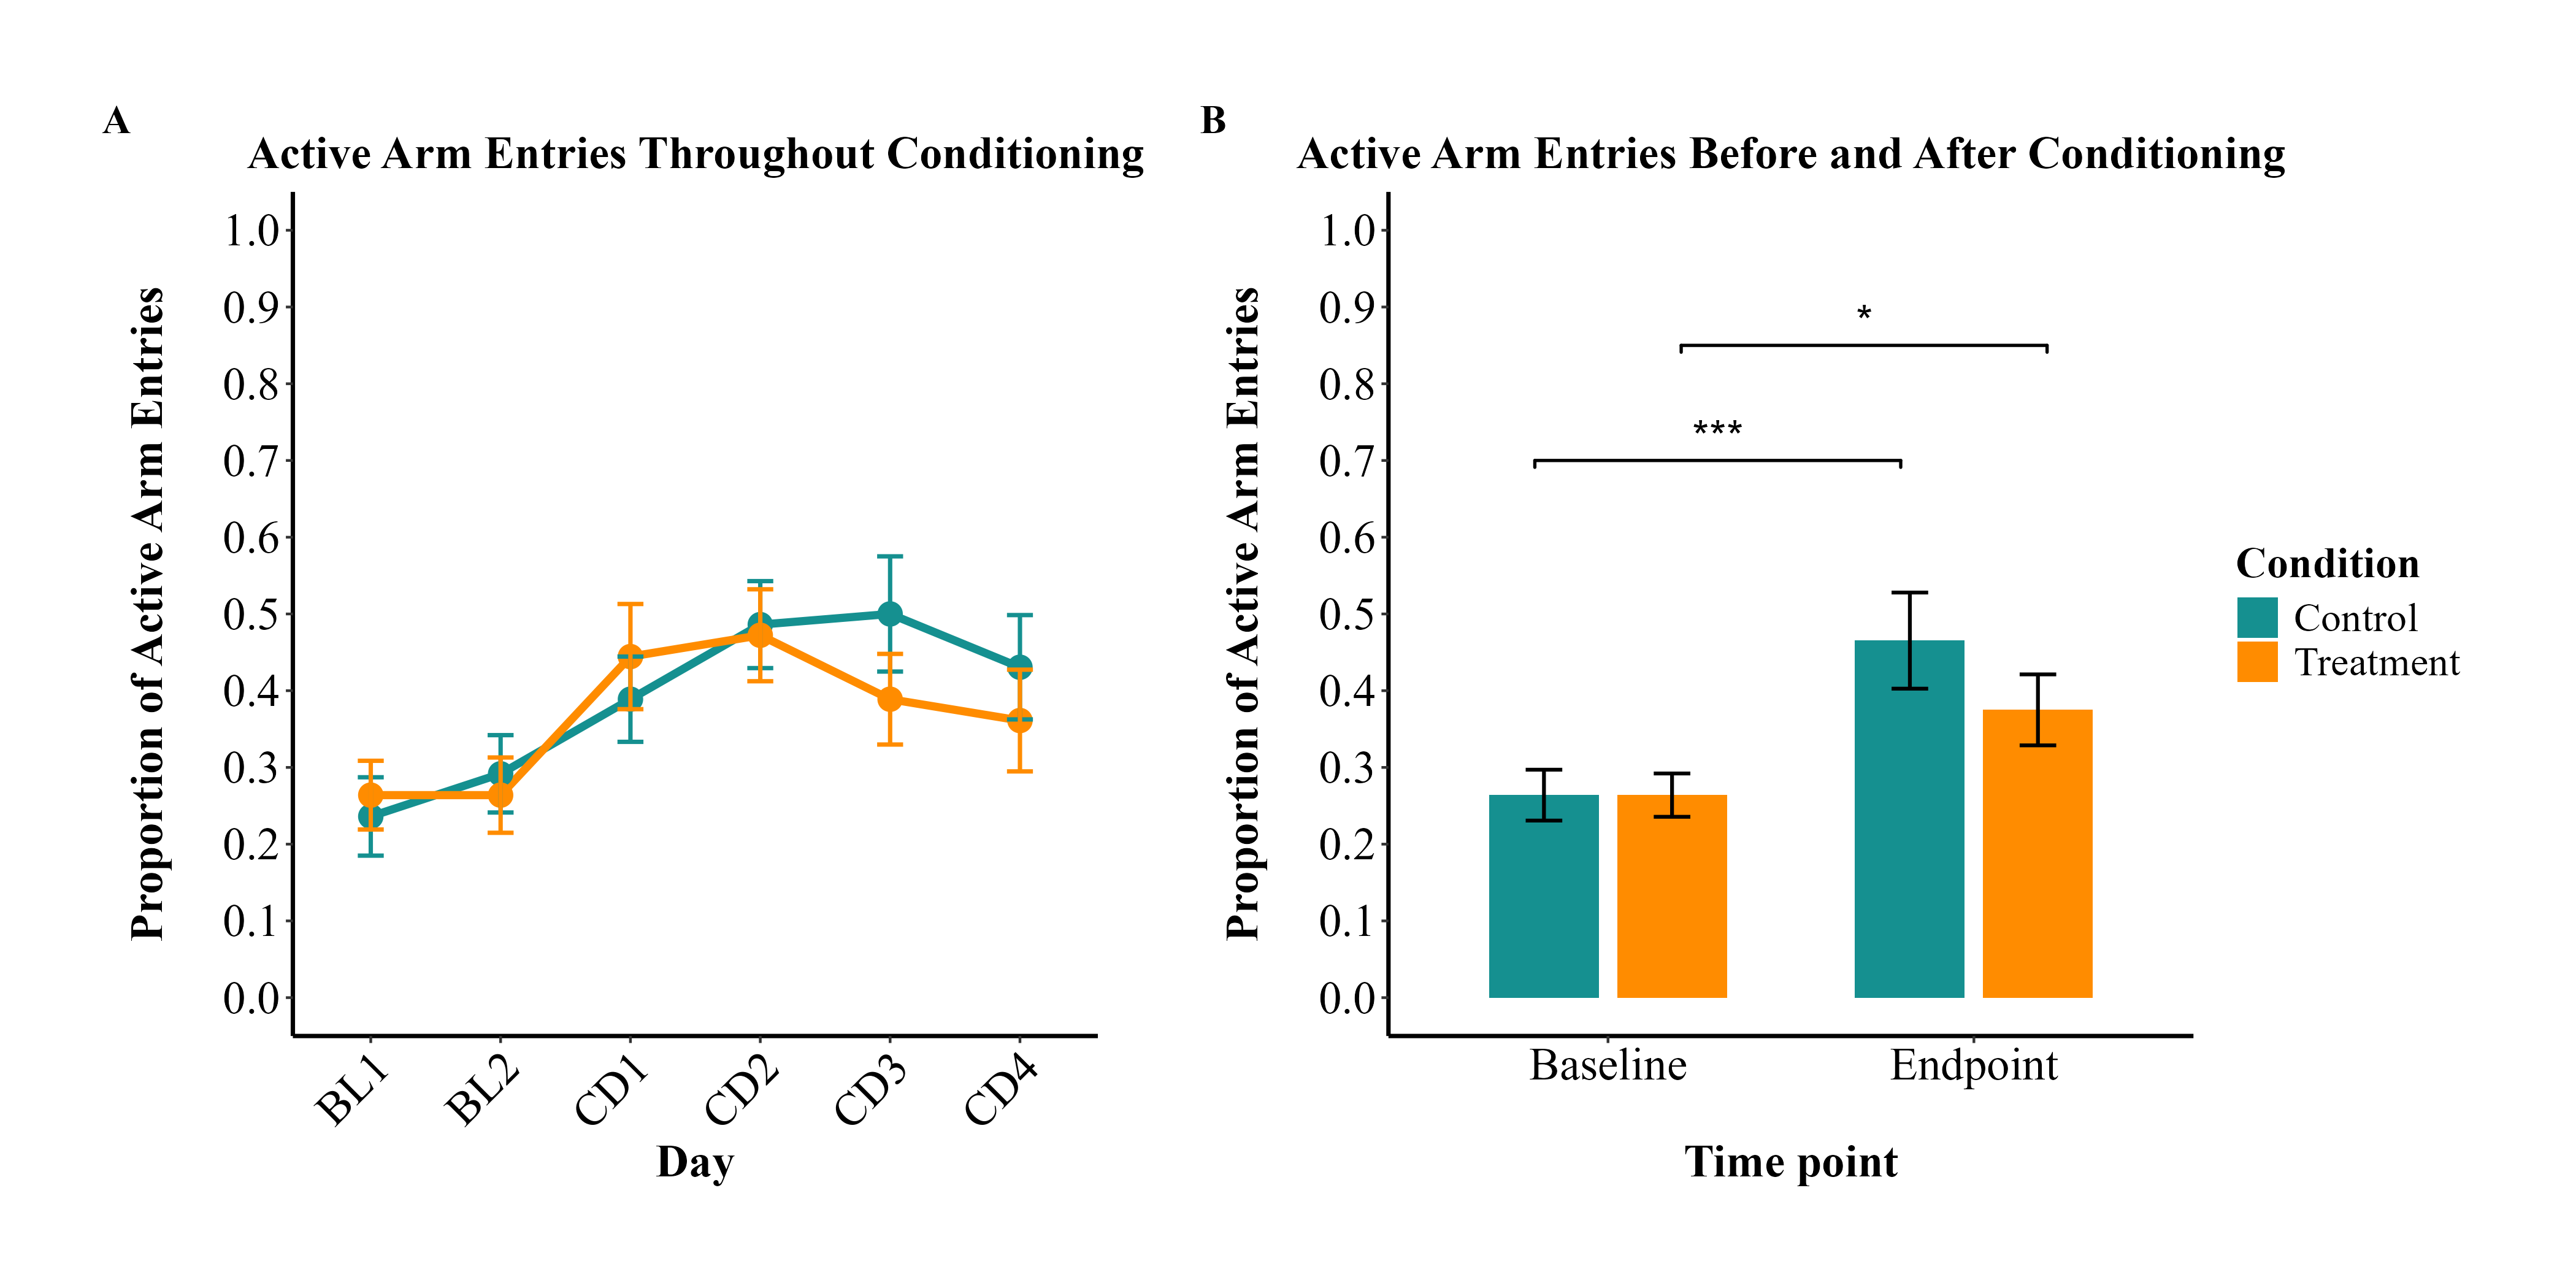 A
Active Arm Entries Throughout Conditioning
Proportion of Active Arm Entries
1.0
0.9
0.8
0.7
0.6
0.5
0.4
0.3
0.2
0.1
0.0
BL1
BL2
CD1
CD2
CD3
CD4
Day
B
Active Arm Entries Before and After Conditioning
Proportion of Active Arm Entries
1.0
0.9
0.8
0.7
0.6
0.5
0.4
0.3
0.2
0.1
0.0
*
***
Baseline
Endpoint
Time point
Condition
Control
Treatment